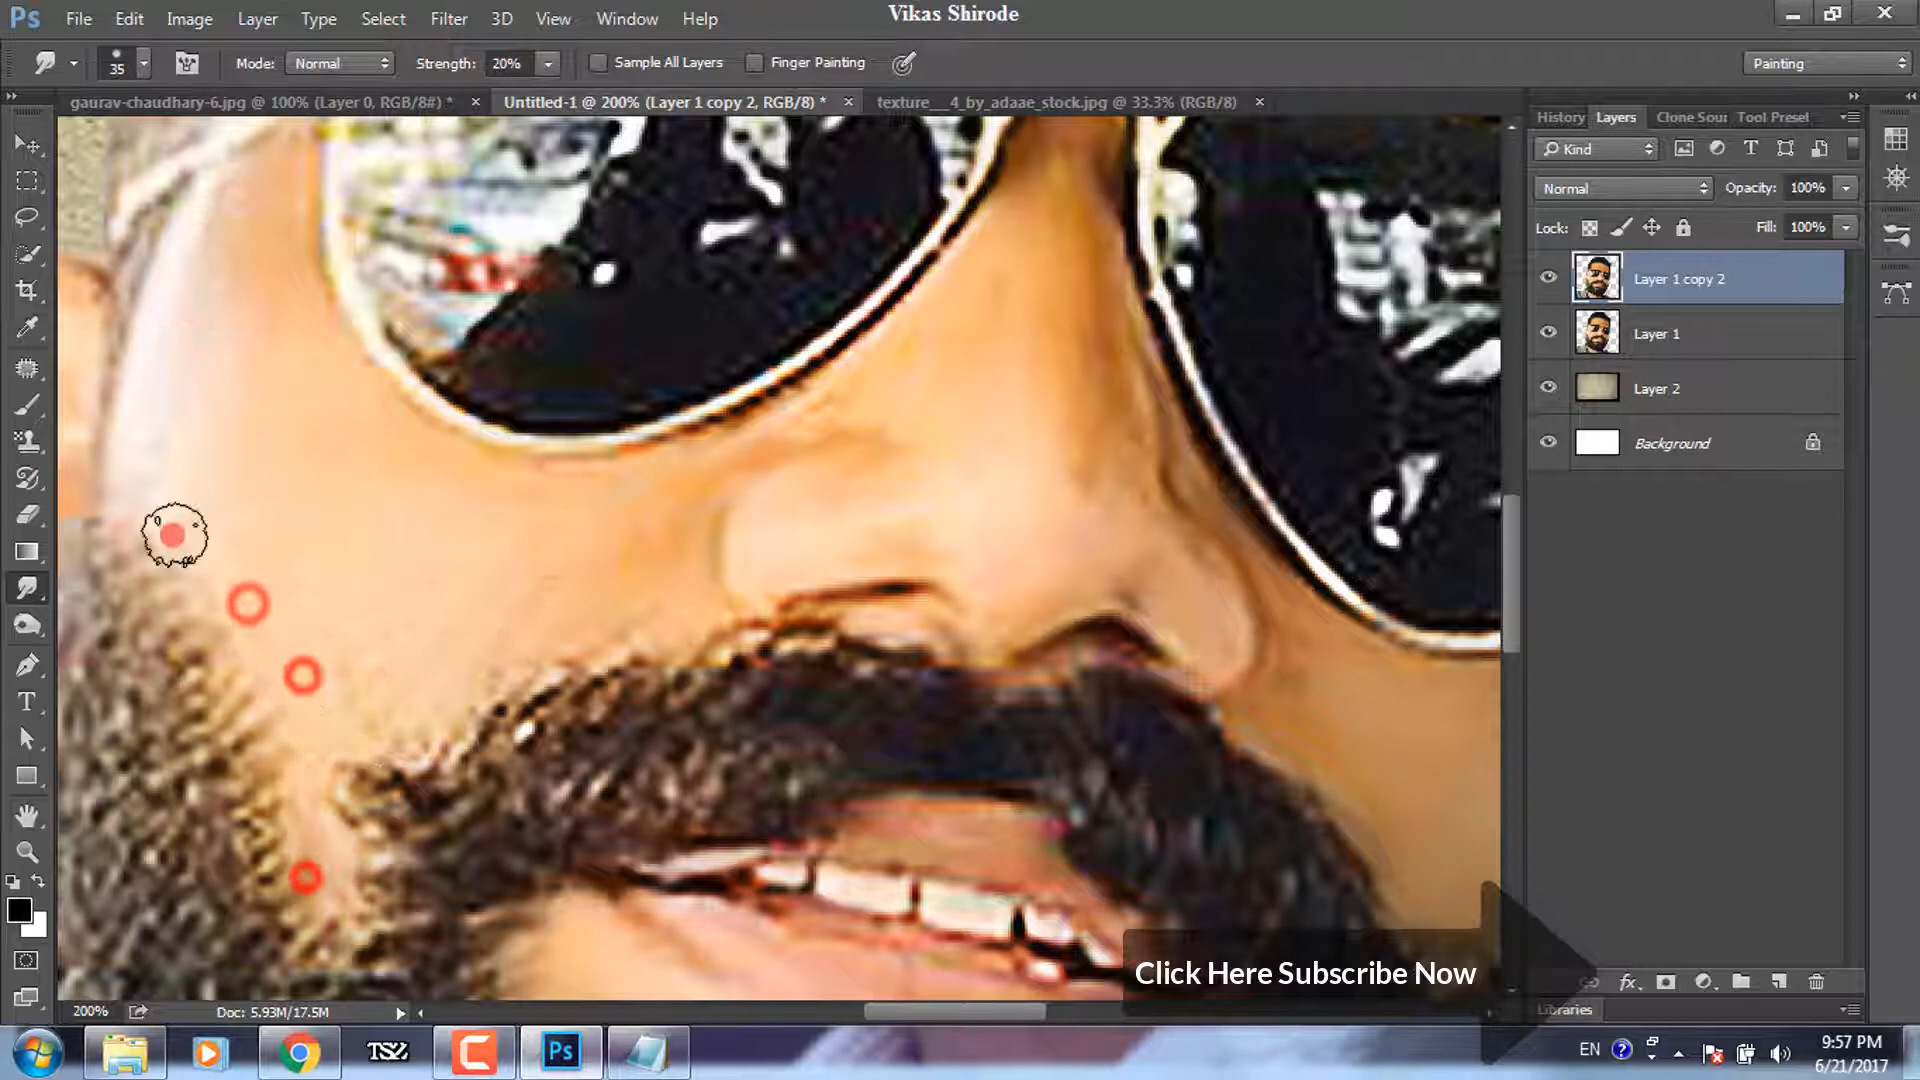 Ps File Edit Image Layer Type Select Filter 3D View Window Help
Vikas Shirode
35 Mode: Normal Strength: 20% Sample All Layers Finger Painting Painting
gaurav-chaudhary-6.jpg @ 100% (Layer 0, RGB/8#) * × Untitled-1 @ 200% (Layer 1 copy 2, RGB/8) * × texture___4_by_adaae_stock.jpg @ 33.3% (RGB/8) ×
History Layers Clone Sour Tool Preset
Kind
Normal Opacity: 100%
Lock: Fill: 100%
Layer 1 copy 2
Layer 1
Layer 2
Background
Click Here Subscribe Now
fx
200% Doc: 5.93M/17.5M
Libraries
Ps
EN
9:57 PM
6/21/2017